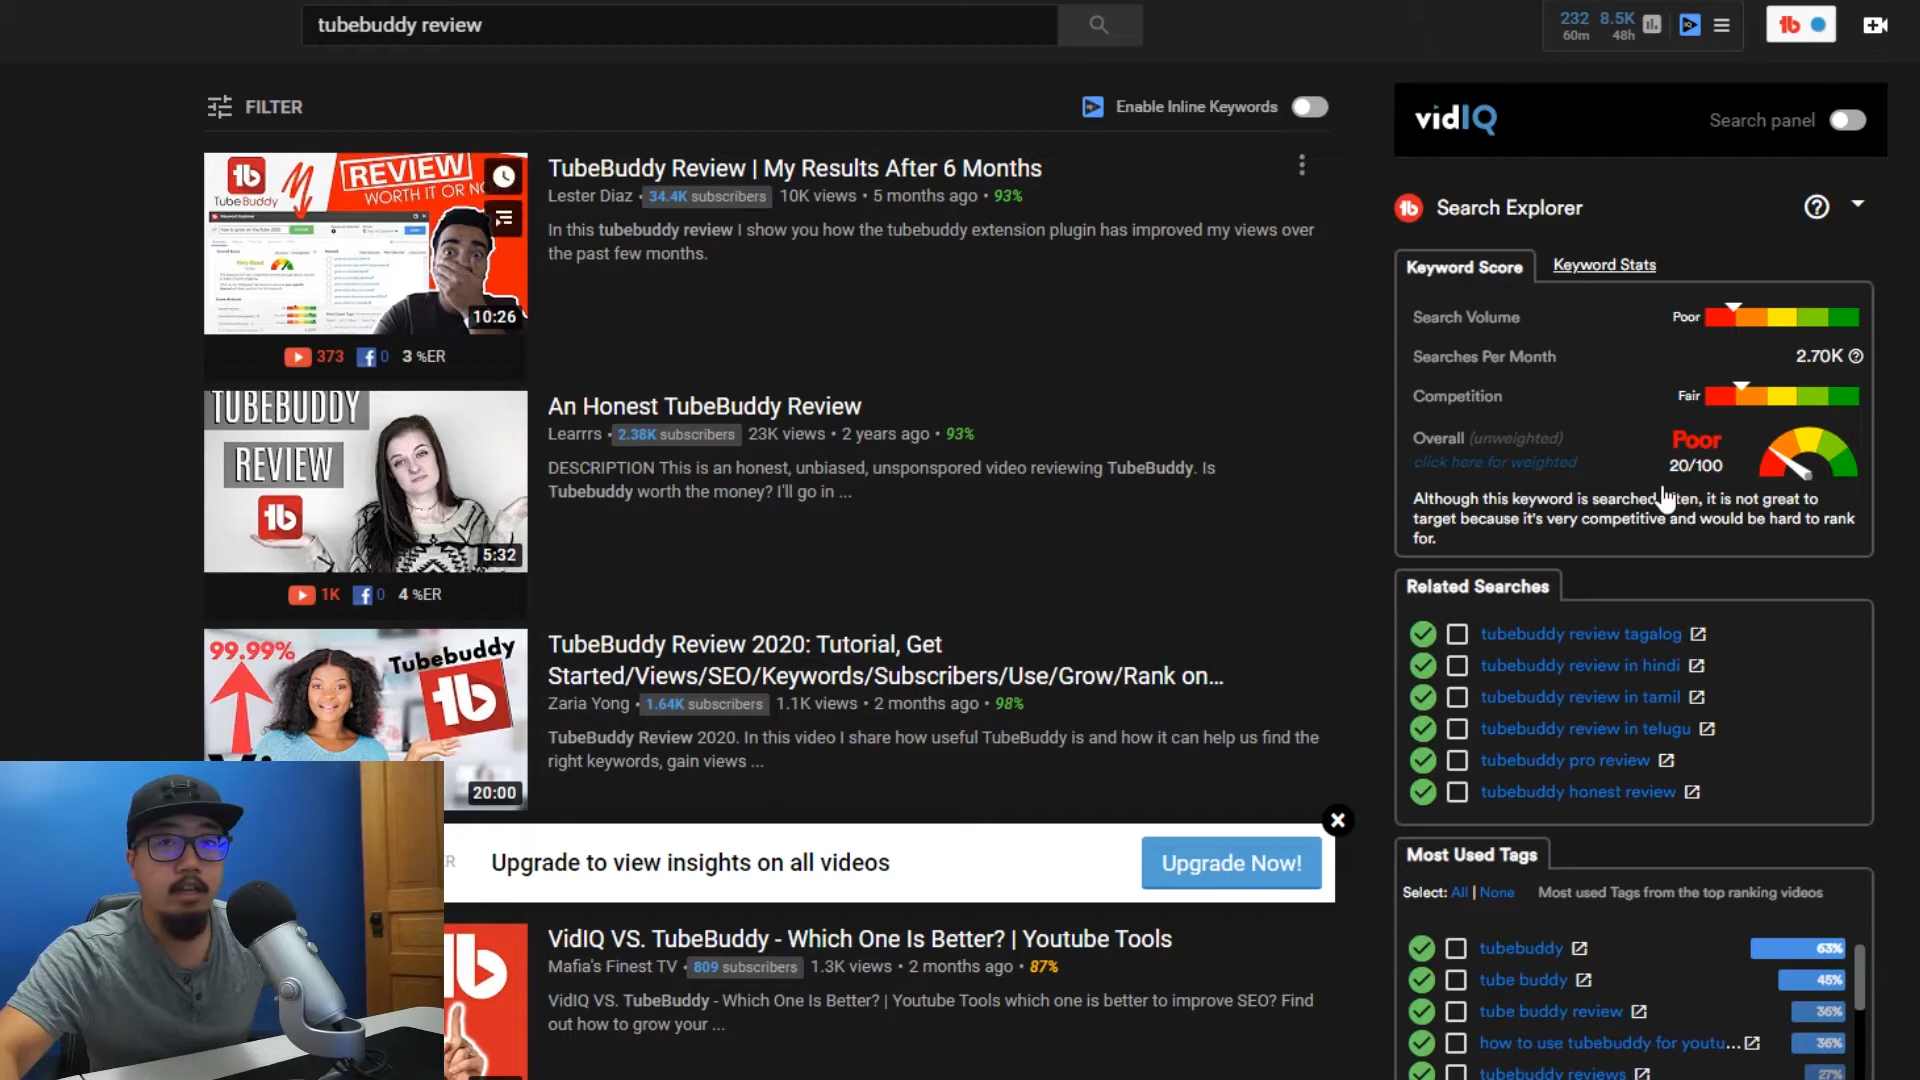 tubebuddy review
232 8.5K
60m 48h
FILTER
Enable Inline Keywords
REVIEW
WORTH IT OR NO
TubeBuddy
10:26
373 0 3 %ER
TubeBuddy Review | My Results After 6 Months
Lester Diaz • 34.4K subscribers 10K views • 5 months ago • 93%
In this tubebuddy review I show you how the tubebuddy extension plugin has improved my views over
the past few months.
TUBEBUDDY
REVIEW
5:32
1K 0 4 %ER
An Honest TubeBuddy Review
Learrrs • 2.38K subscribers 23K views • 2 years ago • 93%
DESCRIPTION This is an honest, unbiased, unsponspored video reviewing TubeBuddy. Is
Tubebuddy worth the money? I'll go in ...
99.99%
Tubebuddy
20:00
TubeBuddy Review 2020: Tutorial, Get
Started/Views/SEO/Keywords/Subscribers/Use/Grow/Rank on...
Zaria Yong • 1.64K subscribers 1.1K views • 2 months ago • 98%
TubeBuddy Review 2020. In this video I share how useful TubeBuddy is and how it can help us find the
right keywords, gain views ...
Upgrade to view insights on all videos
Upgrade Now!
VidIQ VS. TubeBuddy - Which One Is Better? | Youtube Tools
Mafia's Finest TV • 809 subscribers 1.3K views • 2 months ago • 87%
VidIQ VS. TubeBuddy - Which One Is Better? | Youtube Tools which one is better to improve SEO? Find
out how to grow your ...
vidIQ
Search panel
Search Explorer
Keyword Score
Keyword Stats
Search Volume Poor
Searches Per Month 2.70K
Competition Fair
Overall (unweighted) Poor
click here for weighted 20/100
Although this keyword is searched often, it is not great to
target because it's very competitive and would be hard to rank
for.
Related Searches
tubebuddy review tagalog
tubebuddy review in hindi
tubebuddy review in tamil
tubebuddy review in telugu
tubebuddy pro review
tubebuddy honest review
Most Used Tags
Select: All | None Most used Tags from the top ranking videos
tubebuddy 63%
tube buddy 45%
tube buddy review 36%
how to use tubebuddy for youtu... 36%
tubebuddy reviews 27%